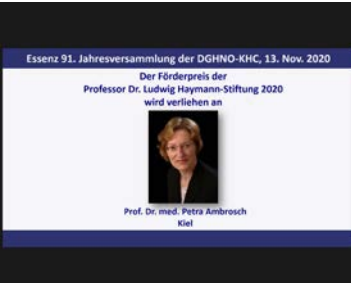 Essenz 91. Jahresversammlung der DGHNO-KHC, 13. Nov. 2020
Der Förderpreis der
Professor Dr. Ludwig Haymann-Stiftung 2020
wird verliehen an
Prof. Dr. med. Petra Ambrosch
Kiel